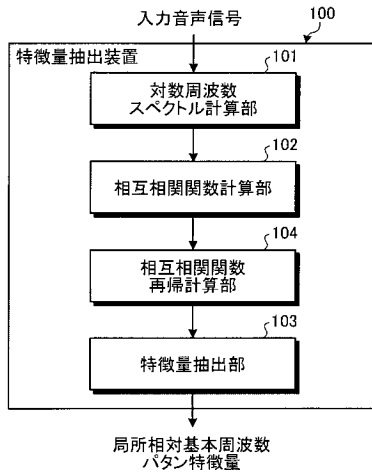 入力音声信号
100
特徴量抽出装置
101
対数周波数
スペクトル計算部
102
相互相関関数計算部
104
相互相関関数
再帰計算部
103
特徴量抽出部
局所相対基本周波数
パタン特徴量